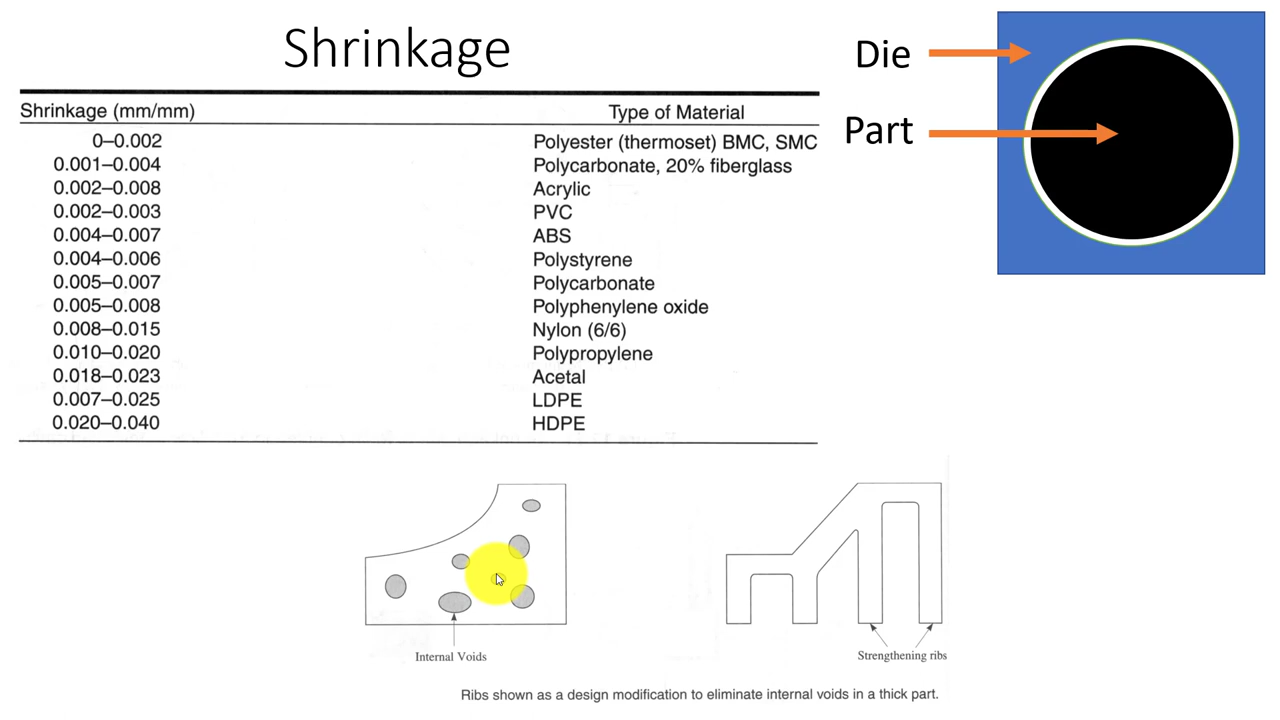 Shrinkage
Die
Part
Shrinkage (mm/mm) Type of Material
0–0.002 Polyester (thermoset) BMC, SMC
0.001–0.004 Polycarbonate, 20% fiberglass
0.002–0.008 Acrylic
0.002–0.003 PVC
0.004–0.007 ABS
0.004–0.006 Polystyrene
0.005–0.007 Polycarbonate
0.005–0.008 Polyphenylene oxide
0.008–0.015 Nylon (6/6)
0.010–0.020 Polypropylene
0.018–0.023 Acetal
0.007–0.025 LDPE
0.020–0.040 HDPE
Internal Voids
Strengthening ribs
Ribs shown as a design modification to eliminate internal voids in a thick part.